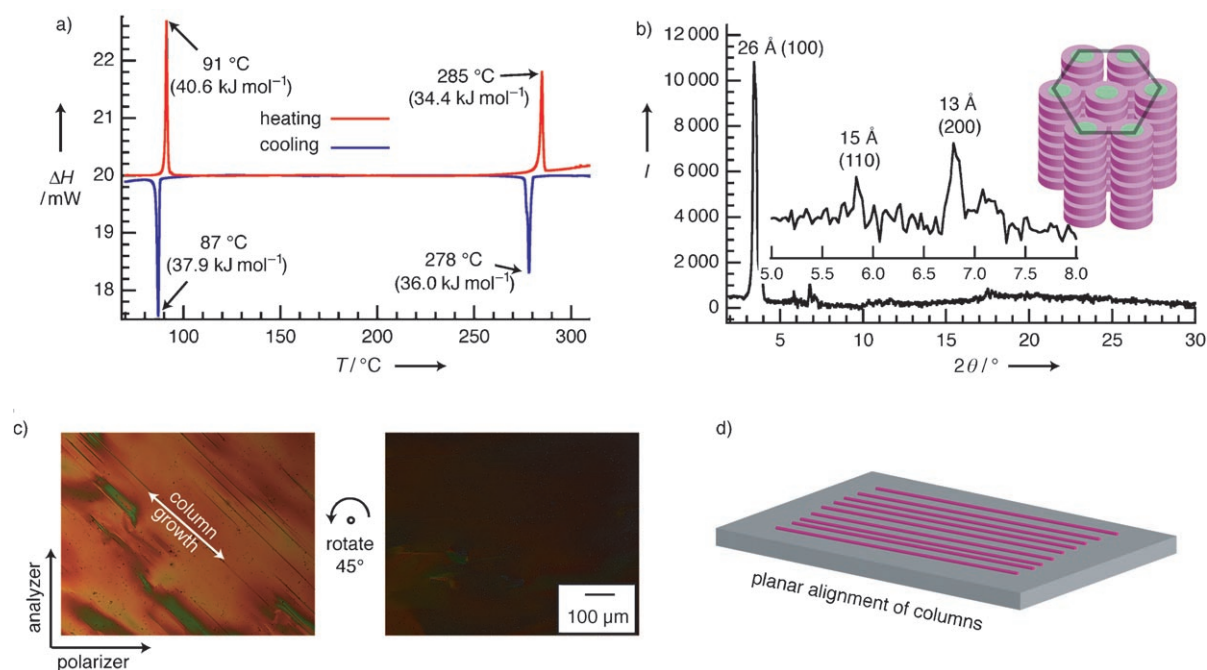 a)
22
21
20
19
18
ΔH
/mW
91 °C
(40.6 kJ mol⁻¹)
285 °C
(34.4 kJ mol⁻¹)
heating
cooling
87 °C
(37.9 kJ mol⁻¹)
278 °C
(36.0 kJ mol⁻¹)
100
150
200
250
300
T/°C
b)
12 000
10 000
8 000
6 000
4 000
2 000
0
I
26 Å (100)
15 Å
(110)
13 Å
(200)
5.0
5.5
6.0
6.5
7.0
7.5
8.0
5
10
15
20
25
30
2θ/°
c)
column
growth
analyzer
polarizer
rotate
45°
100 µm
d)
planar alignment of columns